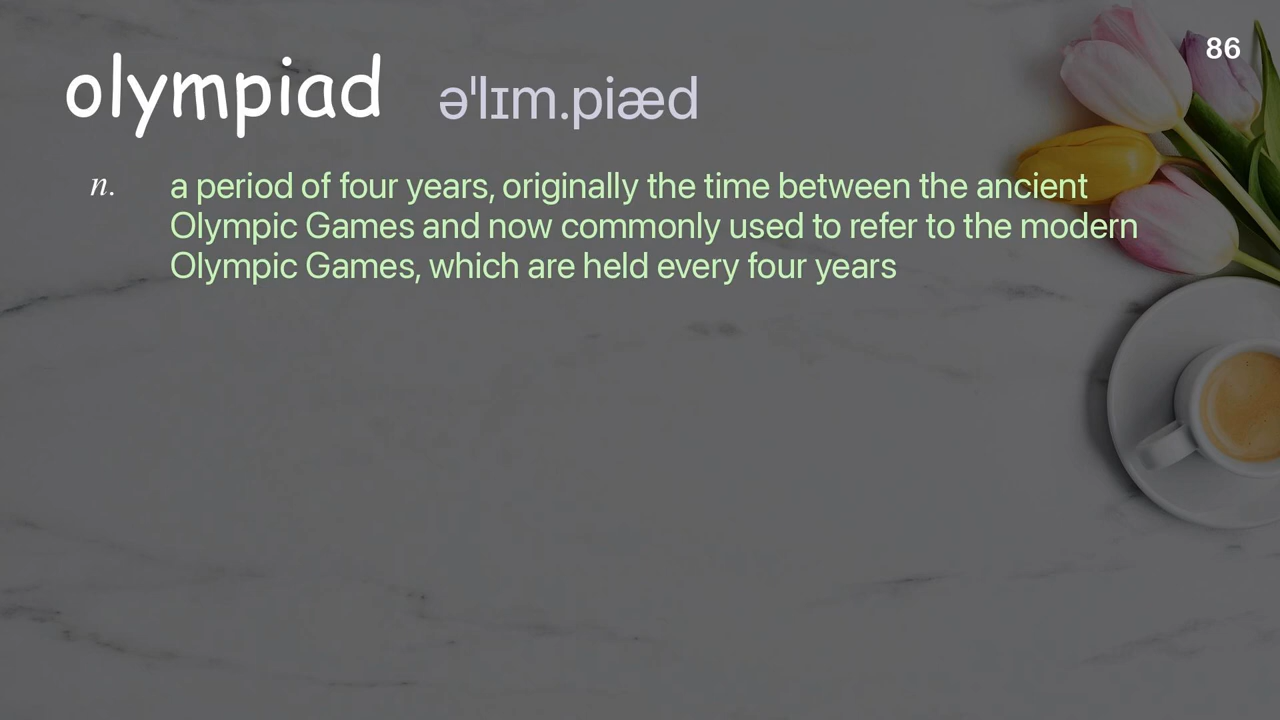 86
olympiad əˈlɪm.piæd
n. a period of four years, originally the time between the ancient
Olympic Games and now commonly used to refer to the modern
Olympic Games, which are held every four years